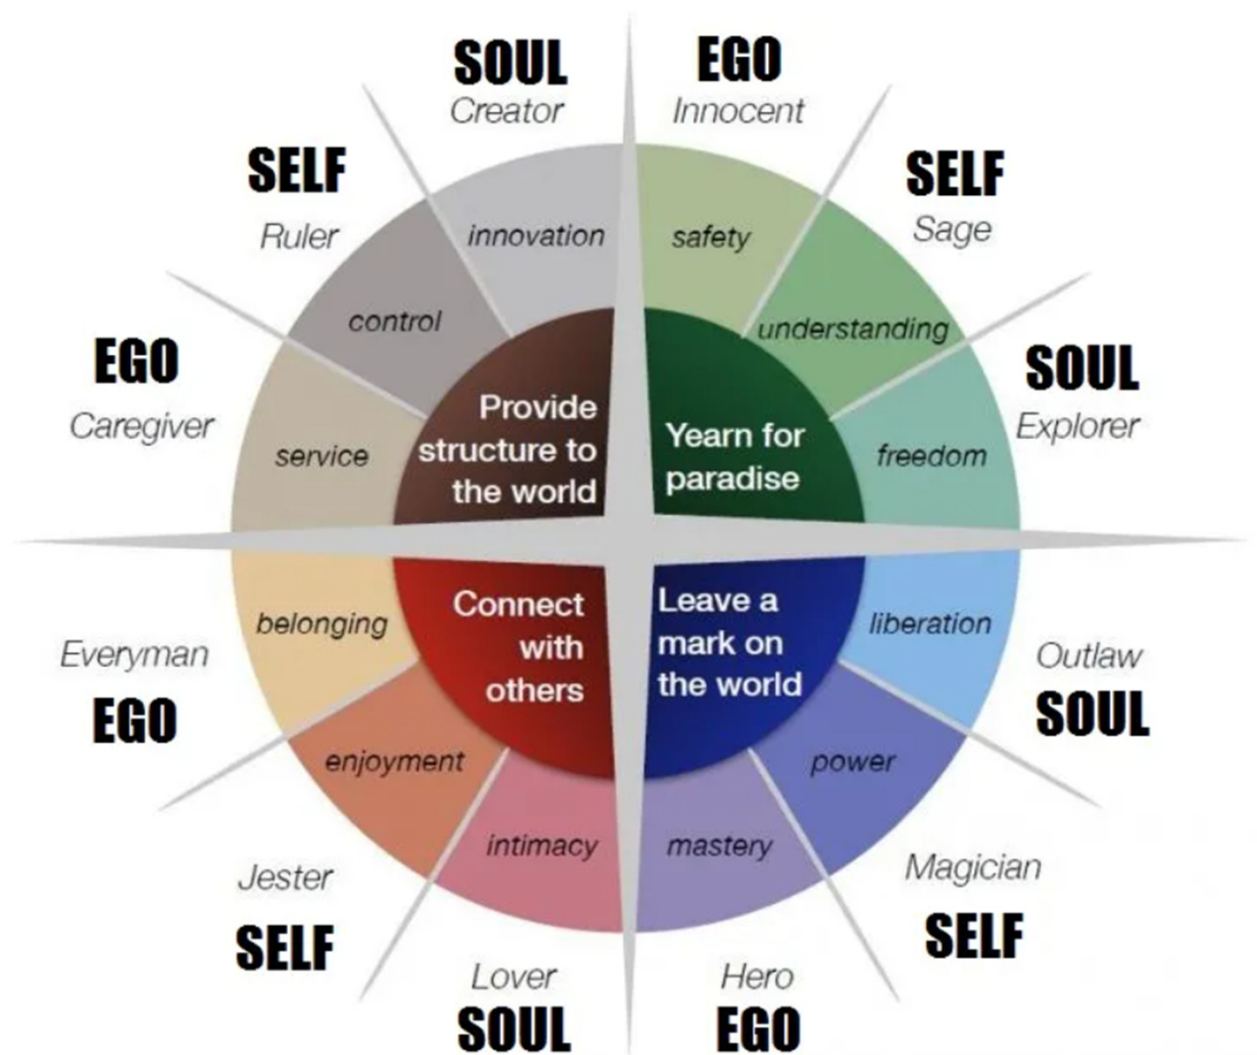 SOUL
Creator
EGO
Innocent
SELF
Ruler
SELF
Sage
innovation
safety
control
understanding
EGO
Caregiver
SOUL
Explorer
service
Provide
structure to
the world
Yearn for
paradise
freedom
belonging
Connect
with
others
Leave a
mark on
the world
liberation
Everyman
EGO
Outlaw
SOUL
enjoyment
power
intimacy
mastery
Jester
SELF
Magician
SELF
Lover
SOUL
Hero
EGO